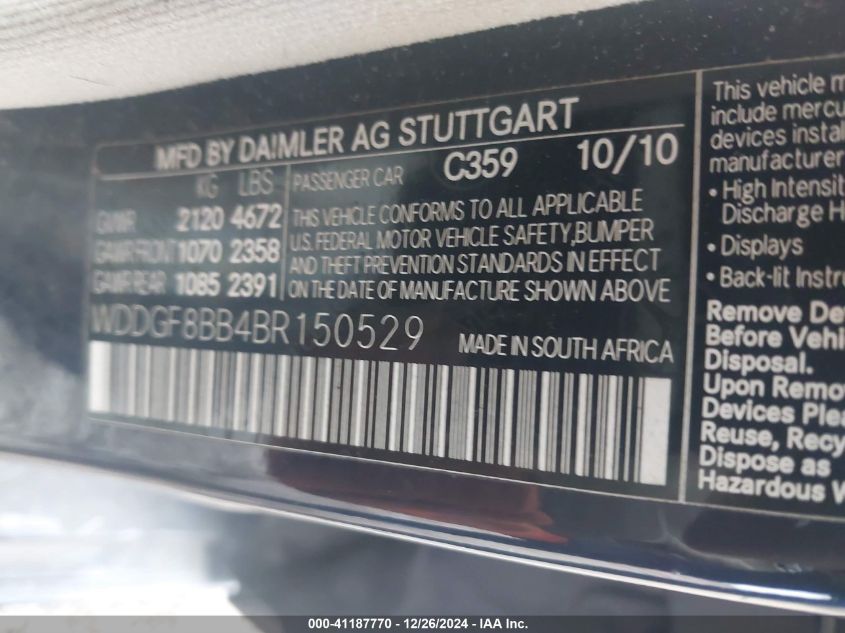 MFD BY DAIMLER AG STUTTGART
KG LBS
GVWR 2120 4672
GAWR FRONT 1070 2358
GAWR REAR 1085 2391
PASSENGER CAR C359 10/10
THIS VEHICLE CONFORMS TO ALL APPLICABLE
U.S. FEDERAL MOTOR VEHICLE SAFETY, BUMPER
AND THEFT PREVENTION STANDARDS IN EFFECT
ON THE DATE OF MANUFACTURE SHOWN ABOVE
WDDGF8BB4BR150529
MADE IN SOUTH AFRICA
This vehicle m
include mercu
devices instal
manufacturer
• High Intensit
Discharge H
• Displays
• Back-lit Instr
Remove De
Before Vehi
Disposal.
Upon Remov
Devices Plea
Reuse, Recy
Dispose as
Hazardous W
000-41187770 - 12/26/2024 - IAA Inc.